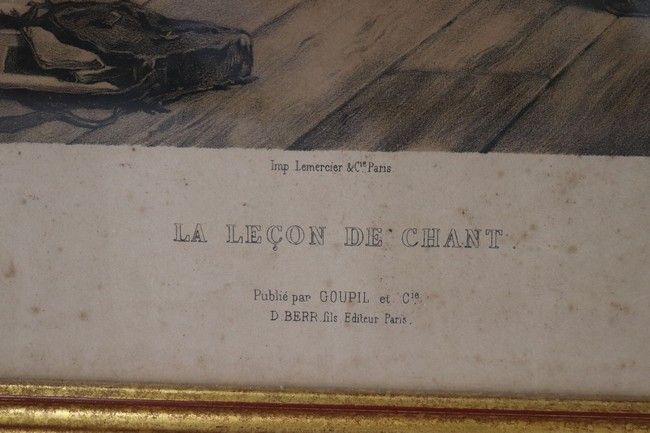 Imp Lemercier & Cie Paris
LA LEÇON DE CHANT.
Publié par GOUPIL et Cie
D. BERR fils Editeur Paris.